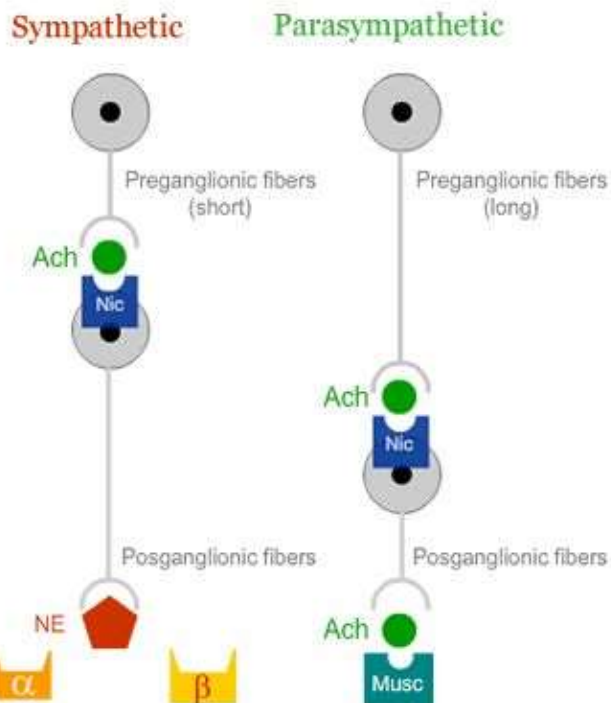 Sympathetic
Parasympathetic
Preganglionic fibers
(short)
Preganglionic fibers
(long)
Ach
Nic
Ach
Nic
Posganglionic fibers
Posganglionic fibers
NE
Ach
α
β
Musc